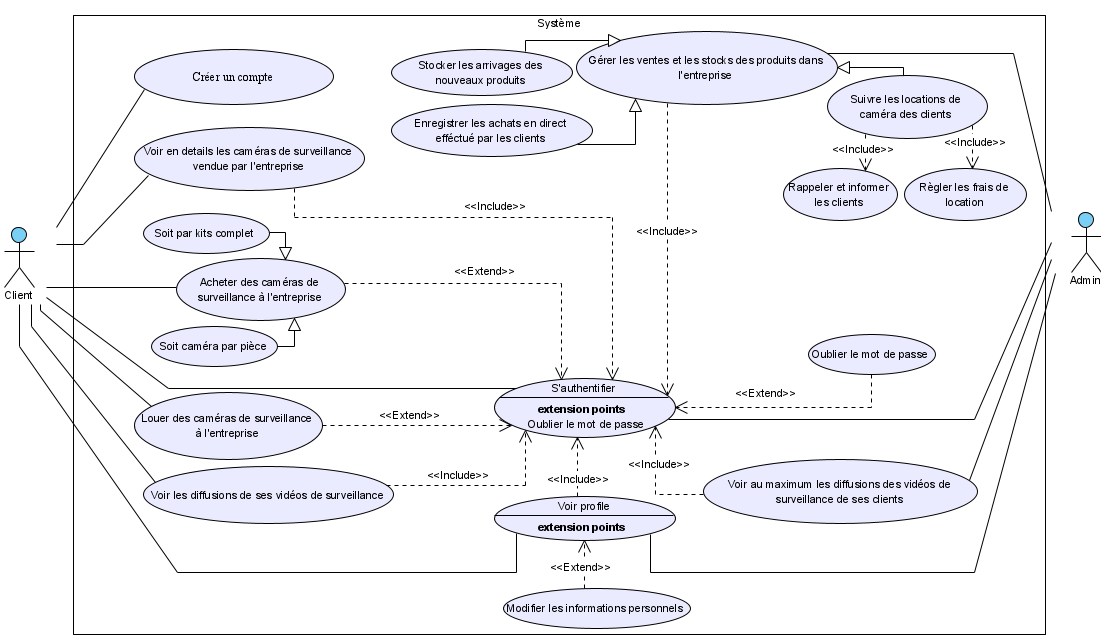 Système
Créer un compte
Stocker les arrivages des
nouveaux produits
Gérer les ventes et les stocks des produits dans
l'entreprise
Suivre les locations de
caméra des clients
Enregistrer les achats en direct
efféctué par les clients
<<Include>>
<<Include>>
Voir en details les caméras de surveillance
vendue par l'entreprise
Rappeler et informer
les clients
Règler les frais de
location
<<Include>>
Soit par kits complet
<<Include>>
Client
Admin
Acheter des caméras de
surveillance à l'entreprise
<<Extend>>
Soit caméra par pièce
Oublier le mot de passe
S'authentifier
extension points
Oublier le mot de passe
<<Extend>>
Louer des caméras de surveillance
à l'entreprise
<<Extend>>
Voir les diffusions de ses vidéos de surveillance
<<Include>>
<<Include>>
<<Include>>
Voir au maximum les diffusions des vidéos de
surveillance de ses clients
Voir profile
extension points
<<Extend>>
Modifier les informations personnels